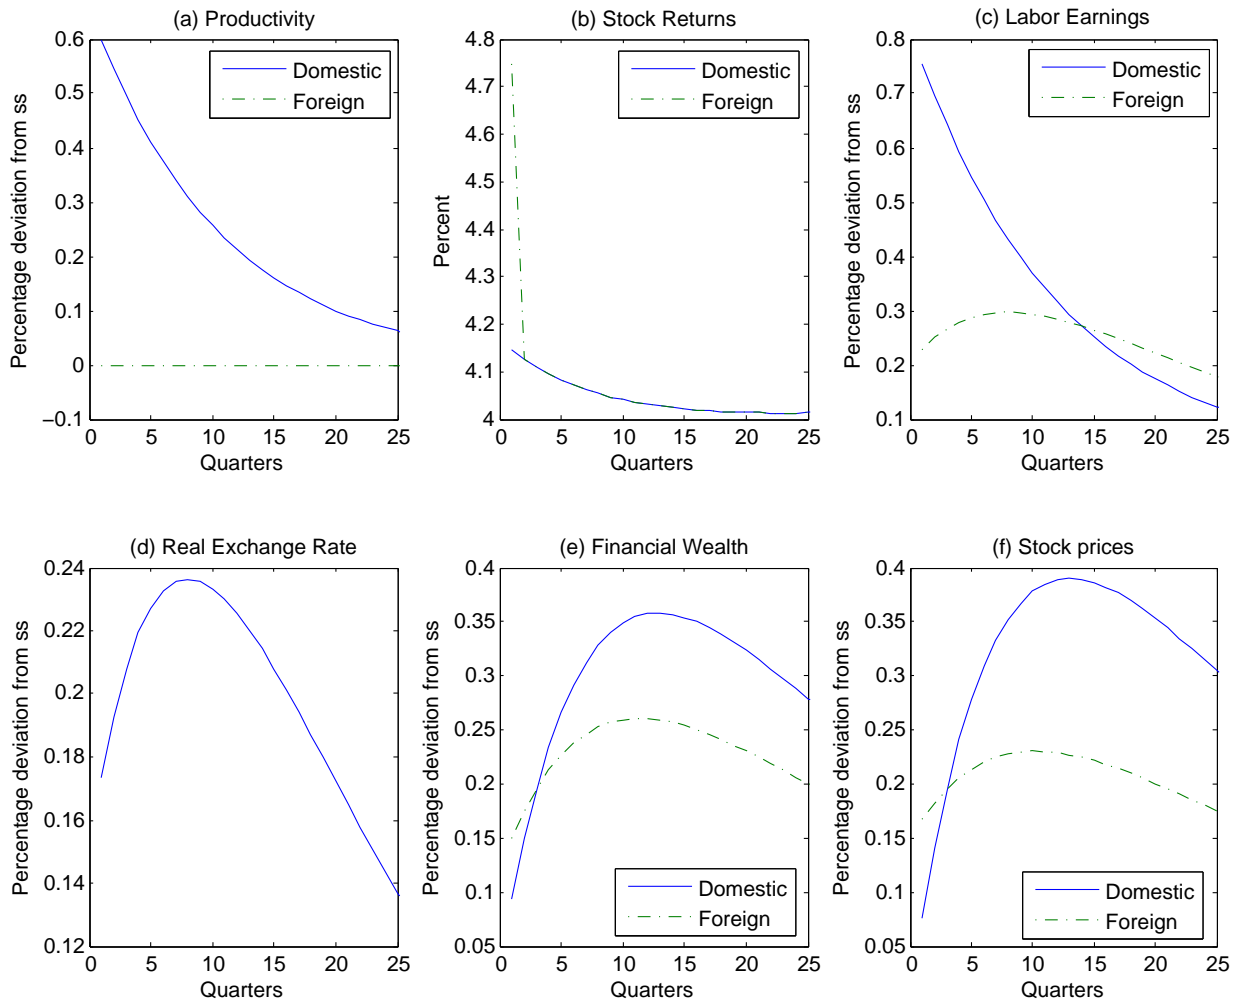 (a) Productivity
Percentage deviation from ss
0.6
0.5
0.4
0.3
0.2
0.1
0
−0.1
Domestic
Foreign
0 5 10 15 20 25
Quarters
(b) Stock Returns
Percent
4.8
4.7
4.6
4.5
4.4
4.3
4.2
4.1
4
Domestic
Foreign
0 5 10 15 20 25
Quarters
(c) Labor Earnings
Percentage deviation from ss
0.8
0.7
0.6
0.5
0.4
0.3
0.2
0.1
Domestic
Foreign
0 5 10 15 20 25
Quarters
(d) Real Exchange Rate
Percentage deviation from ss
0.24
0.22
0.2
0.18
0.16
0.14
0.12
0 5 10 15 20 25
Quarters
(e) Financial Wealth
Percentage deviation from ss
0.4
0.35
0.3
0.25
0.2
0.15
0.1
0.05
Domestic
Foreign
0 5 10 15 20 25
Quarters
(f) Stock prices
Percentage deviation from ss
0.4
0.35
0.3
0.25
0.2
0.15
0.1
0.05
Domestic
Foreign
0 5 10 15 20 25
Quarters